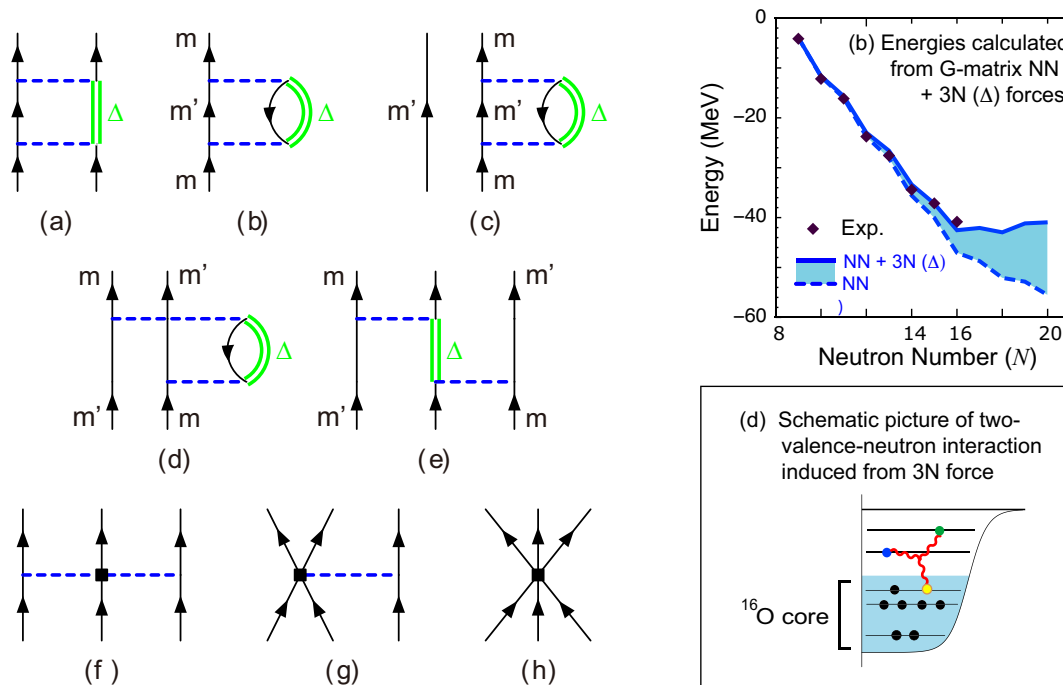 m
m
Δ
m'
Δ
m'
m'
Δ
m
m
(a)
(b)
(c)
m
m'
m
m'
Δ
Δ
m'
m
m'
m
(d)
(e)
(f)
(g)
(h)
(b) Energies calculated
from G-matrix NN
+ 3N (Δ) forces
Energy (MeV)
0
−20
−40
−60
Exp.
NN + 3N (Δ)
NN
)
8
14
16
20
Neutron Number (N)
(d) Schematic picture of two-
valence-neutron interaction
induced from 3N force
16O core